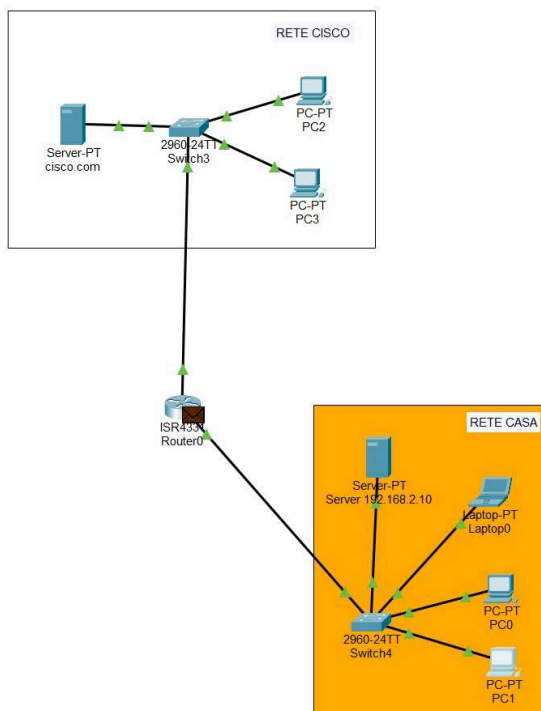 RETE CISCO
PC-PT
PC2
Server-PT
cisco.com
2960-24TT
Switch3
PC-PT
PC3
ISR4331
Router0
RETE CASA
Server-PT
Server 192.168.2.10
Laptop-PT
Laptop0
PC-PT
PC0
2960-24TT
Switch4
PC-PT
PC1